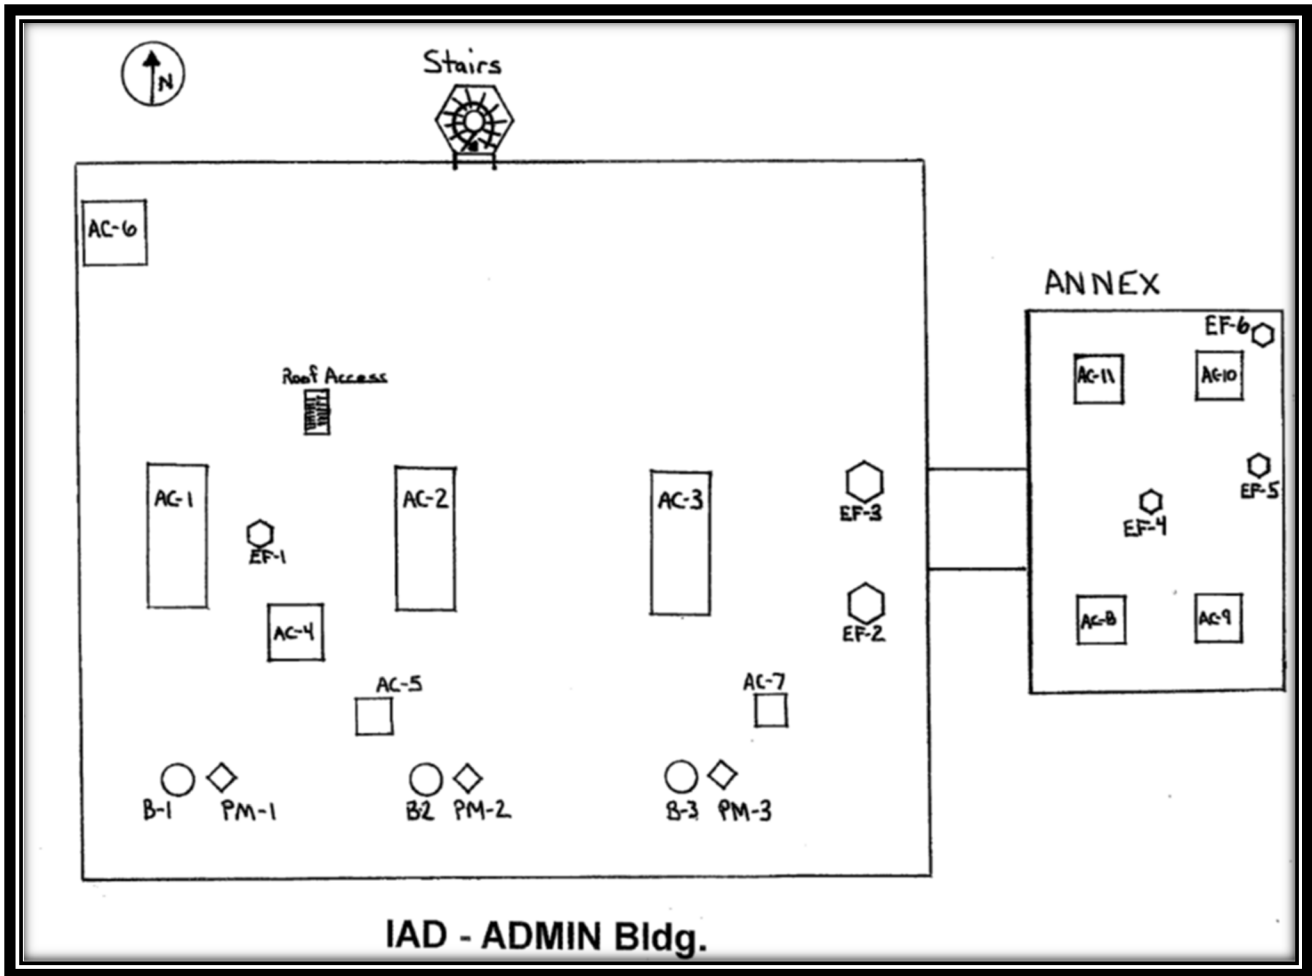 N
Stairs
AC-6
ANNEX
EF-6
AC-11
AC-10
Roof Access
AC-1
AC-2
AC-3
EF-3
EF-5
EF-4
EF-1
AC-4
EF-2
AC-8
AC-9
AC-5
AC-7
B-1
PM-1
B2
PM-2
B-3
PM-3
IAD - ADMIN Bldg.